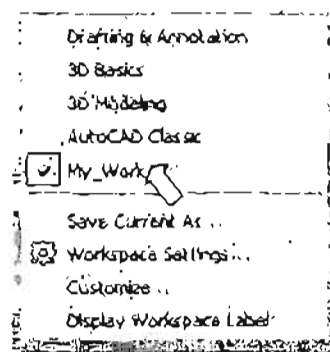 Drafting & Annotation
3D Basics
3D Modeling
AutoCAD Classic
My_Work
Save Current As ...
Workspace Settings ...
Customize ...
Display Workspace Label